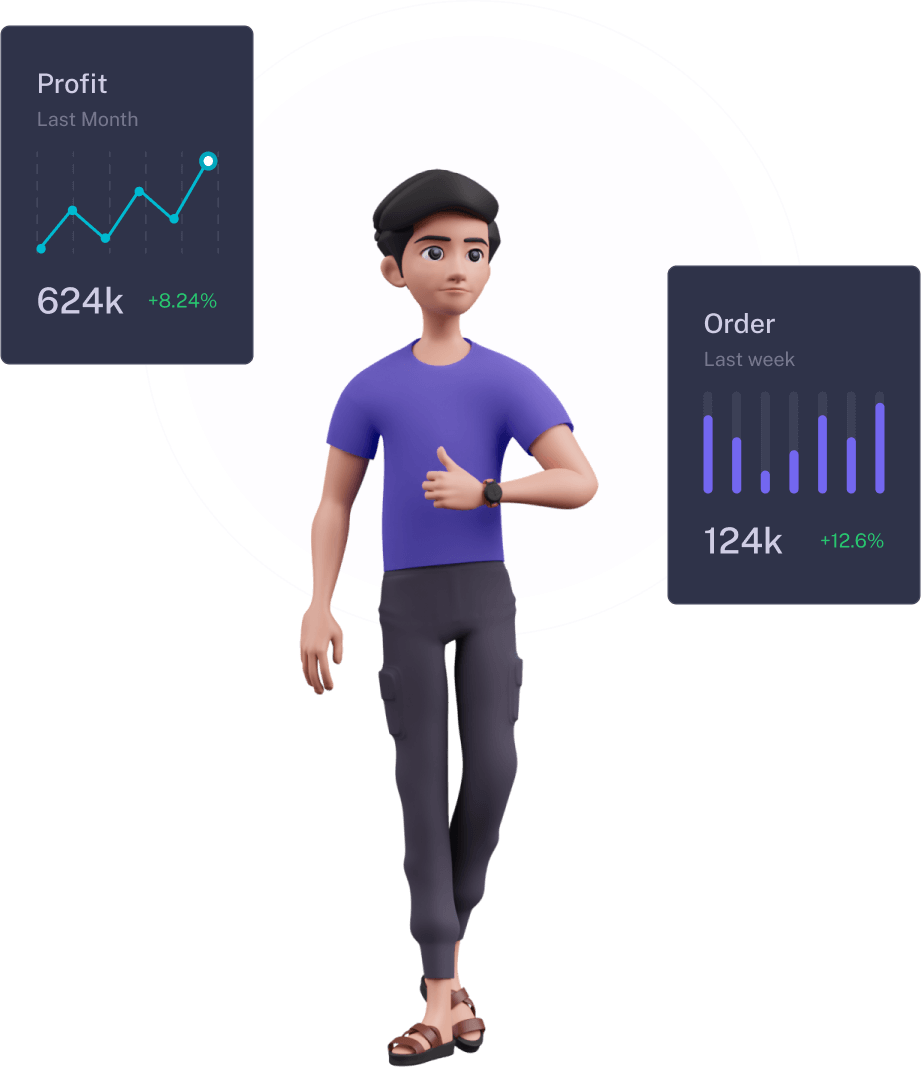 Profit
Last Month
624k +8.24%
Order
Last week
124k +12.6%